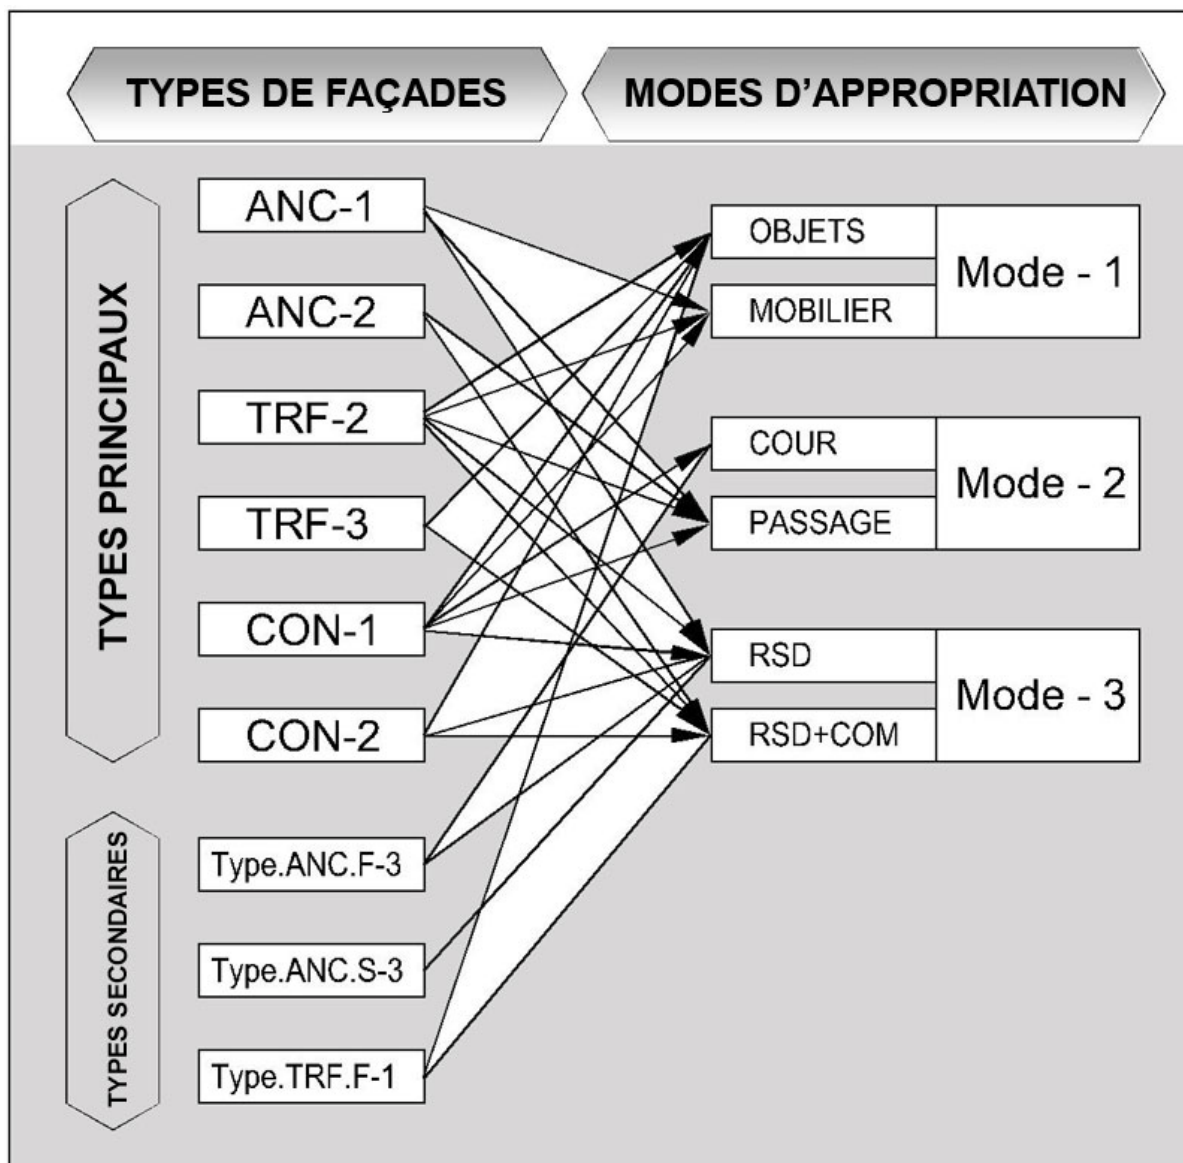 TYPES DE FAÇADES
MODES D’APPROPRIATION
TYPES PRINCIPAUX
ANC-1
ANC-2
TRF-2
TRF-3
CON-1
CON-2
TYPES SECONDAIRES
Type.ANC.F-3
Type.ANC.S-3
Type.TRF.F-1
OBJETS
MOBILIER
Mode - 1
COUR
PASSAGE
Mode - 2
RSD
RSD+COM
Mode - 3